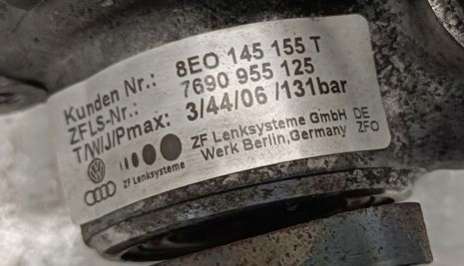 Kunden Nr.: 8EO 145 155 T
ZFLS-Nr.: 7690 955 125
T/W/J/Pmax: 3/44/06 /131bar
ZF Lenksysteme GmbH DE
Werk Berlin,Germany ZFO
ZF Lenksysteme